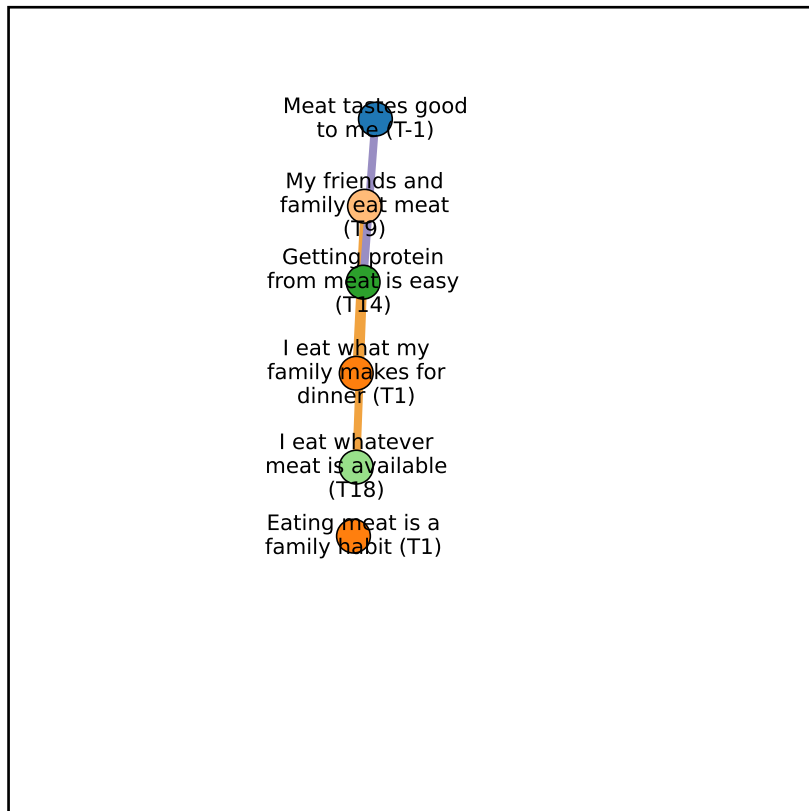 Meat tastes good
to me (T-1)
My friends and
family eat meat
(T9)
Getting protein
from meat is easy
(T14)
I eat what my
family makes for
dinner (T1)
I eat whatever
meat is available
(T18)
Eating meat is a
family habit (T1)